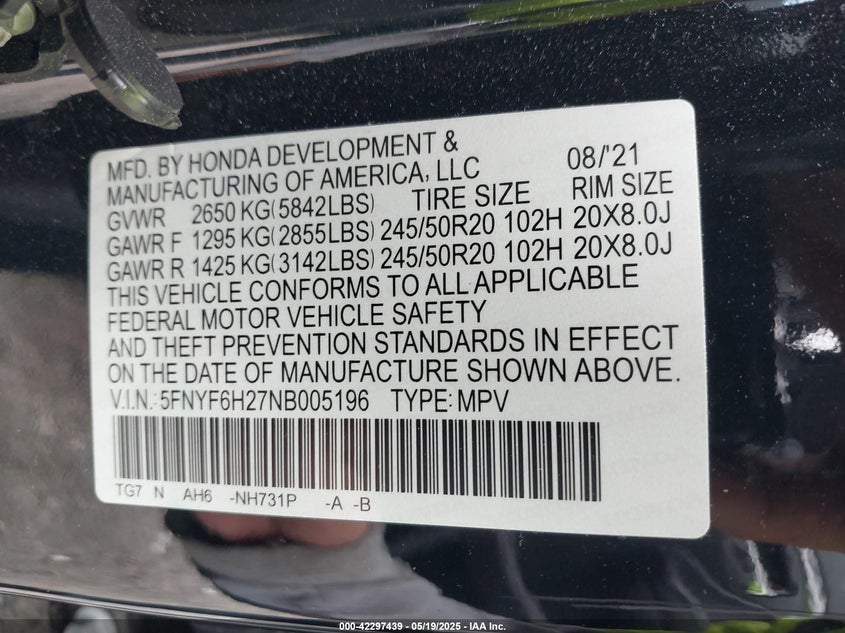 MFD. BY HONDA DEVELOPMENT & 08/'21
MANUFACTURING OF AMERICA, LLC
GVWR 2650 KG(5842LBS) TIRE SIZE RIM SIZE
GAWR F 1295 KG(2855LBS) 245/50R20 102H 20X8.0J
GAWR R 1425 KG(3142LBS) 245/50R20 102H 20X8.0J
THIS VEHICLE CONFORMS TO ALL APPLICABLE
FEDERAL MOTOR VEHICLE SAFETY
AND THEFT PREVENTION STANDARDS IN EFFECT
ON THE DATE OF MANUFACTURE SHOWN ABOVE.
V.I.N.: 5FNYF6H27NB005196 TYPE: MPV
TG7 N AH6 -NH731P -A -B
000-42297439 - 05/19/2025 - IAA Inc.